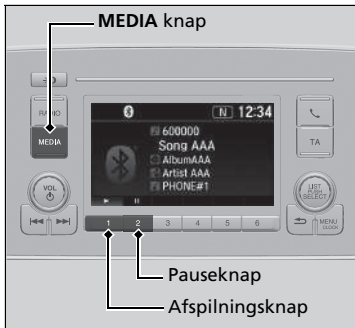 MEDIA knap
RADIO
MEDIA
VOL
N 12:34
600000
Song AAA
AlbumAAA
Artist AAA
PHONE#1
TA
LIST
PUSH
SELECT
MENU
CLOCK
1 2 3 4 5 6
Pauseknap
Afspilningsknap